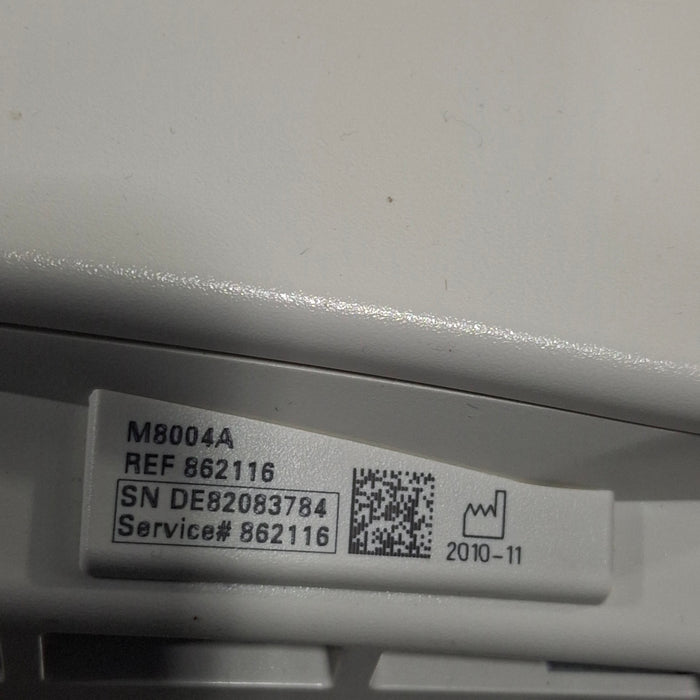 M8004A
REF 862116
SN DE82083784
Service# 862116
2010-11